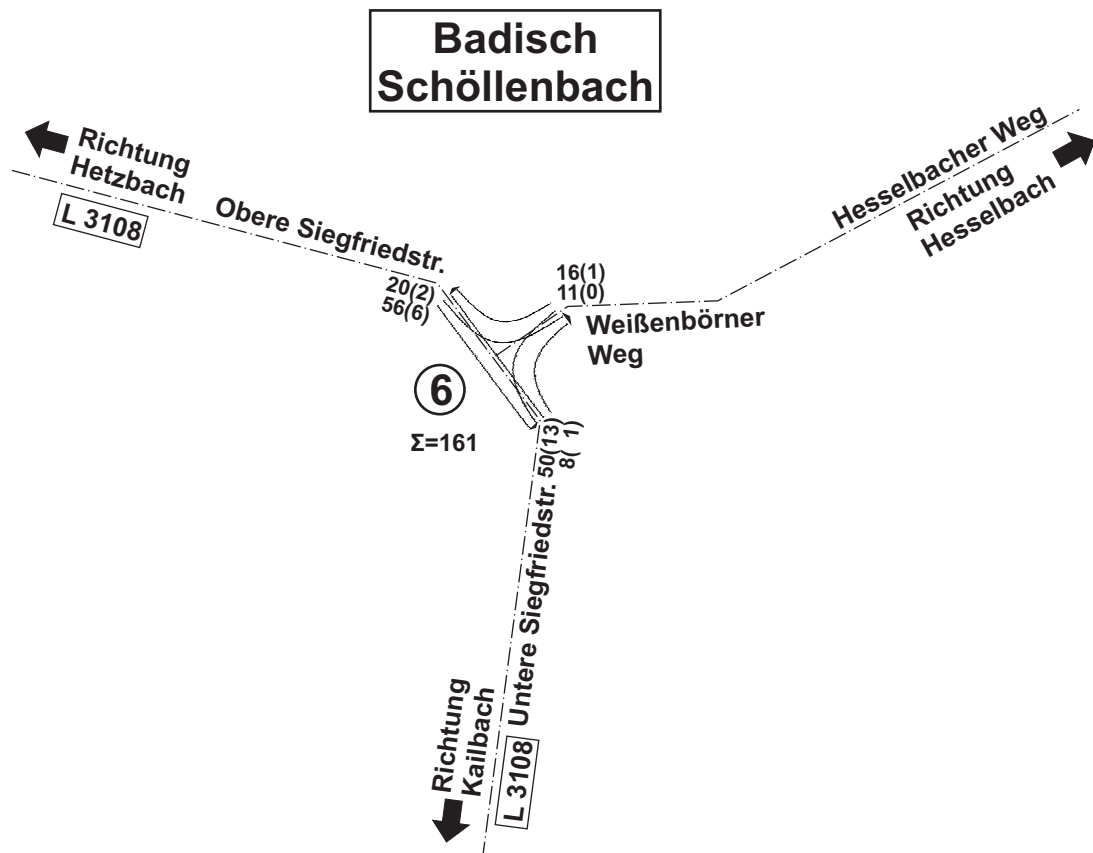 Badisch
Schöllenbach
Richtung
Hetzbach
L 3108
Obere Siegfriedstr.
Hesselbacher Weg
Richtung
Hesselbach
20(2)
56(6)
16(1)
11(0)
Weißenbörner
Weg
6
Σ=161
50(13)
8( 1)
Untere Siegfriedstr.
Richtung
Kailbach
L 3108